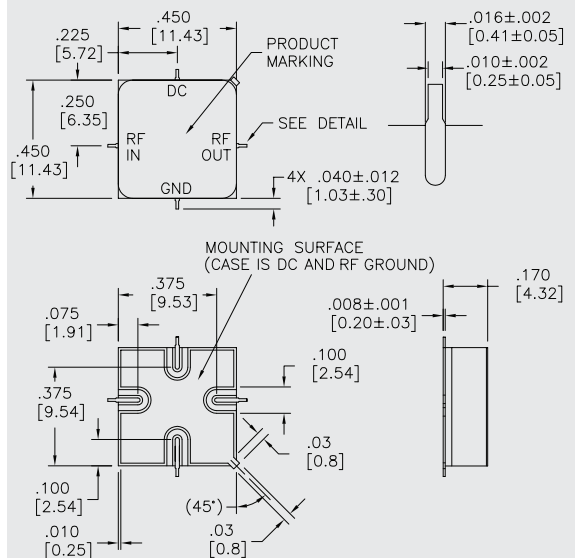 .450
[11.43]
.225
[5.72]
PRODUCT
MARKING
.016±.002
[0.41±0.05]
.010±.002
[0.25±0.05]
DC
.250
[6.35]
RF
IN
RF
OUT
SEE DETAIL
.450
[11.43]
GND
4X .040±.012
[1.03±.30]
MOUNTING SURFACE
(CASE IS DC AND RF GROUND)
.375
[9.53]
.170
[4.32]
.075
[1.91]
.008±.001
[0.20±.03]
.100
[2.54]
.375
[9.54]
.03
[0.8]
.100
[2.54]
(45°)
.010
[0.25]
.03
[0.8]